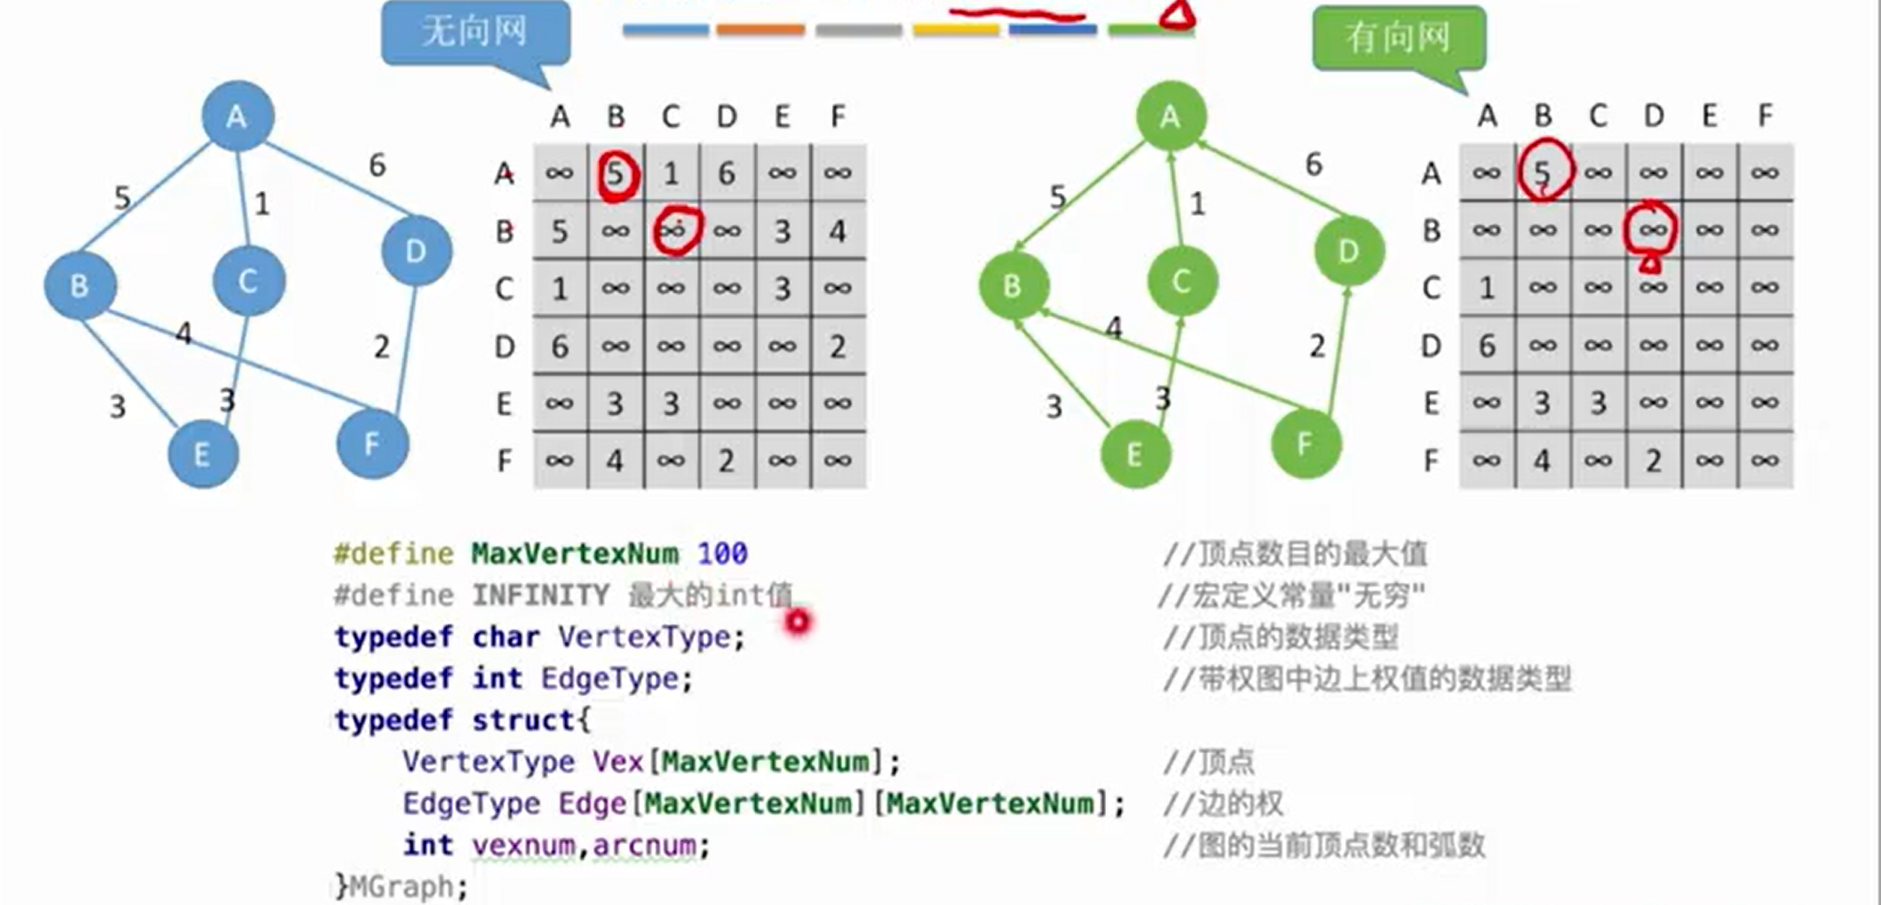 无向网
有向网
A
5
1
6
B
C
D
4
2
3
3
E
F
A B C D E F
A ∞ 5 1 6 ∞ ∞
B 5 ∞ ∞ ∞ 3 4
C 1 ∞ ∞ ∞ 3 ∞
D 6 ∞ ∞ ∞ ∞ 2
E ∞ 3 3 ∞ ∞ ∞
F ∞ 4 ∞ 2 ∞ ∞
A
5
1
6
B
C
D
4
2
3
3
E
F
A B C D E F
A ∞ 5 ∞ ∞ ∞ ∞
B ∞ ∞ ∞ ∞ ∞ ∞
C 1 ∞ ∞ ∞ ∞ ∞
D 6 ∞ ∞ ∞ ∞ ∞
E ∞ 3 3 ∞ ∞ ∞
F ∞ 4 ∞ 2 ∞ ∞
#define MaxVertexNum 100 //顶点数目的最大值
#define INFINITY 最大的int值 //宏定义常量"无穷"
typedef char VertexType; //顶点的数据类型
typedef int EdgeType; //带权图中边上权值的数据类型
typedef struct{
VertexType Vex[MaxVertexNum]; //顶点
EdgeType Edge[MaxVertexNum][MaxVertexNum]; //边的权
int vexnum,arcnum; //图的当前顶点数和弧数
}MGraph;